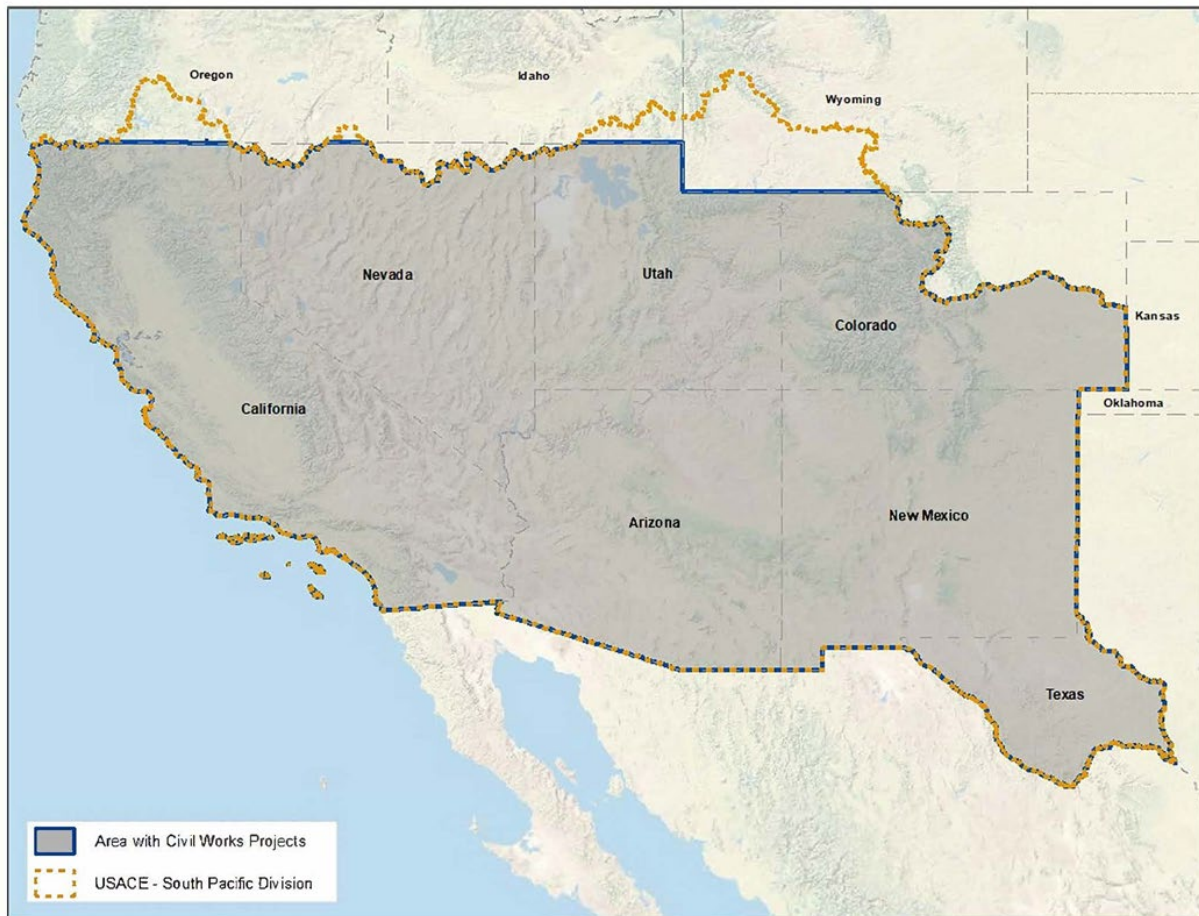 Oregon
Idaho
Wyoming
Nevada
Utah
Colorado
Kansas
California
Oklahoma
Arizona
New Mexico
Texas
Area with Civil Works Projects
USACE - South Pacific Division